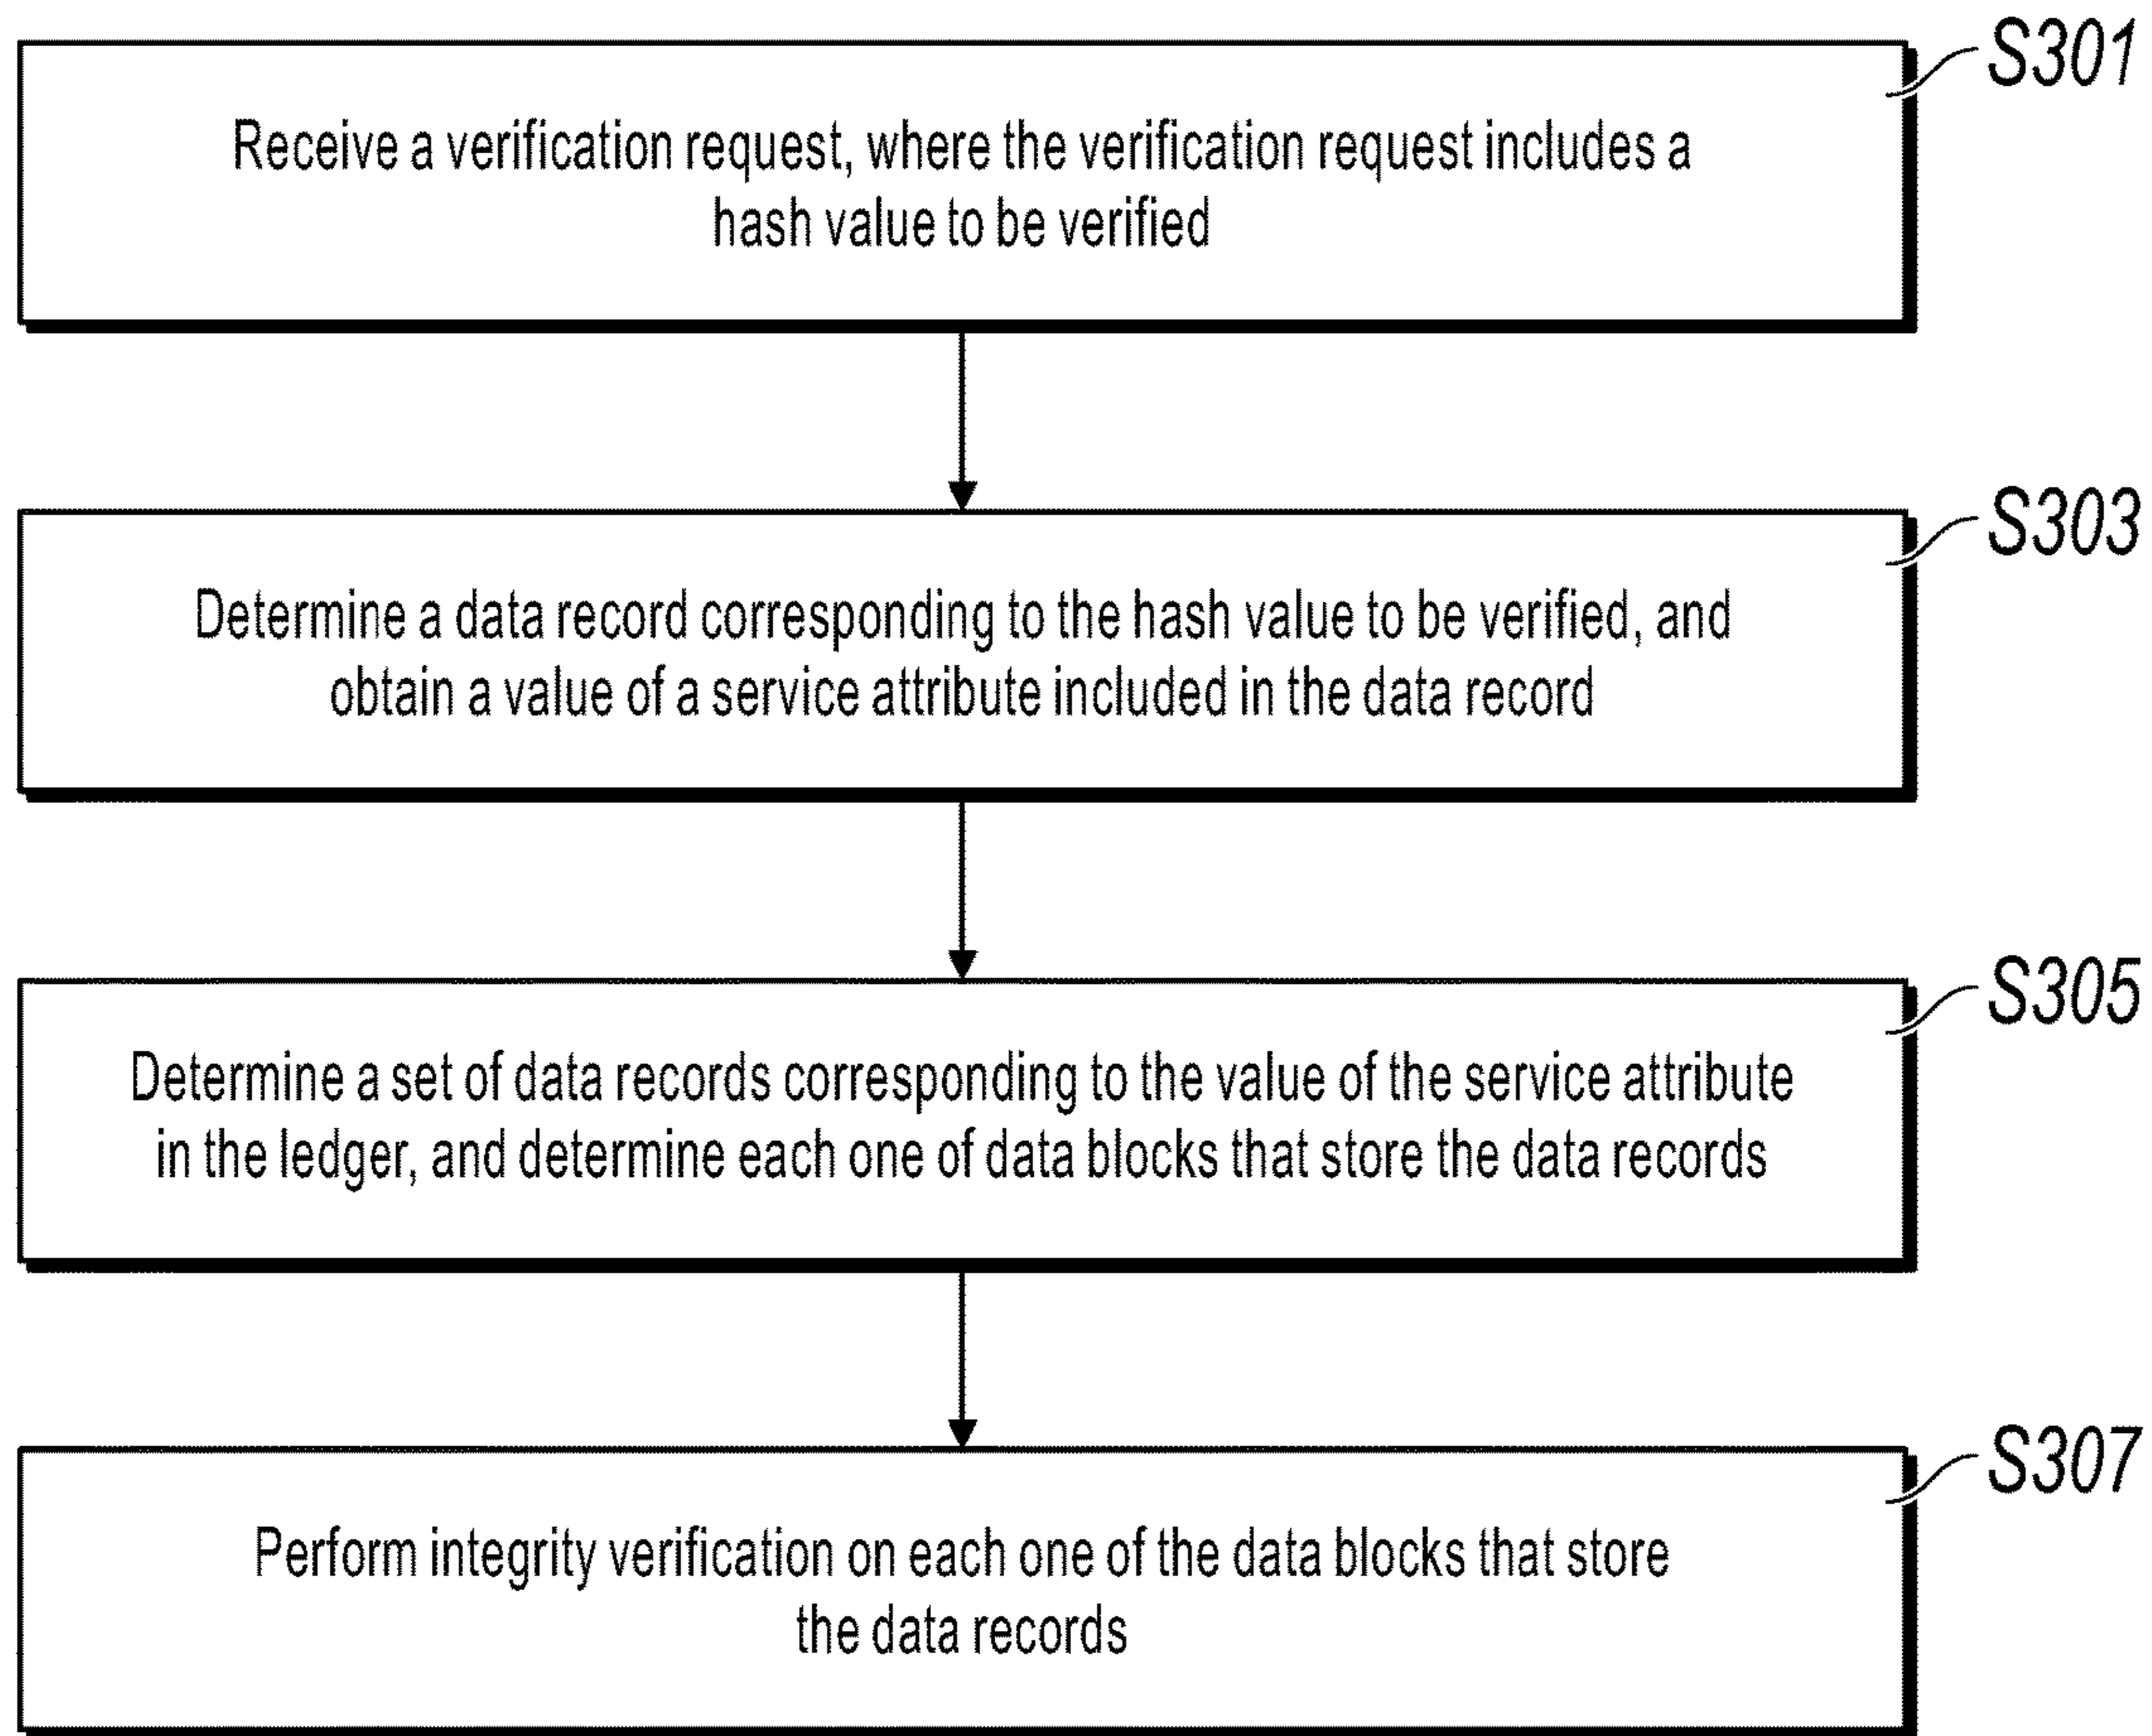 S301
Receive a verification request, where the verification request includes a
hash value to be verified
S303
Determine a data record corresponding to the hash value to be verified, and
obtain a value of a service attribute included in the data record
S305
Determine a set of data records corresponding to the value of the service attribute
in the ledger, and determine each one of data blocks that store the data records
S307
Perform integrity verification on each one of the data blocks that store
the data records